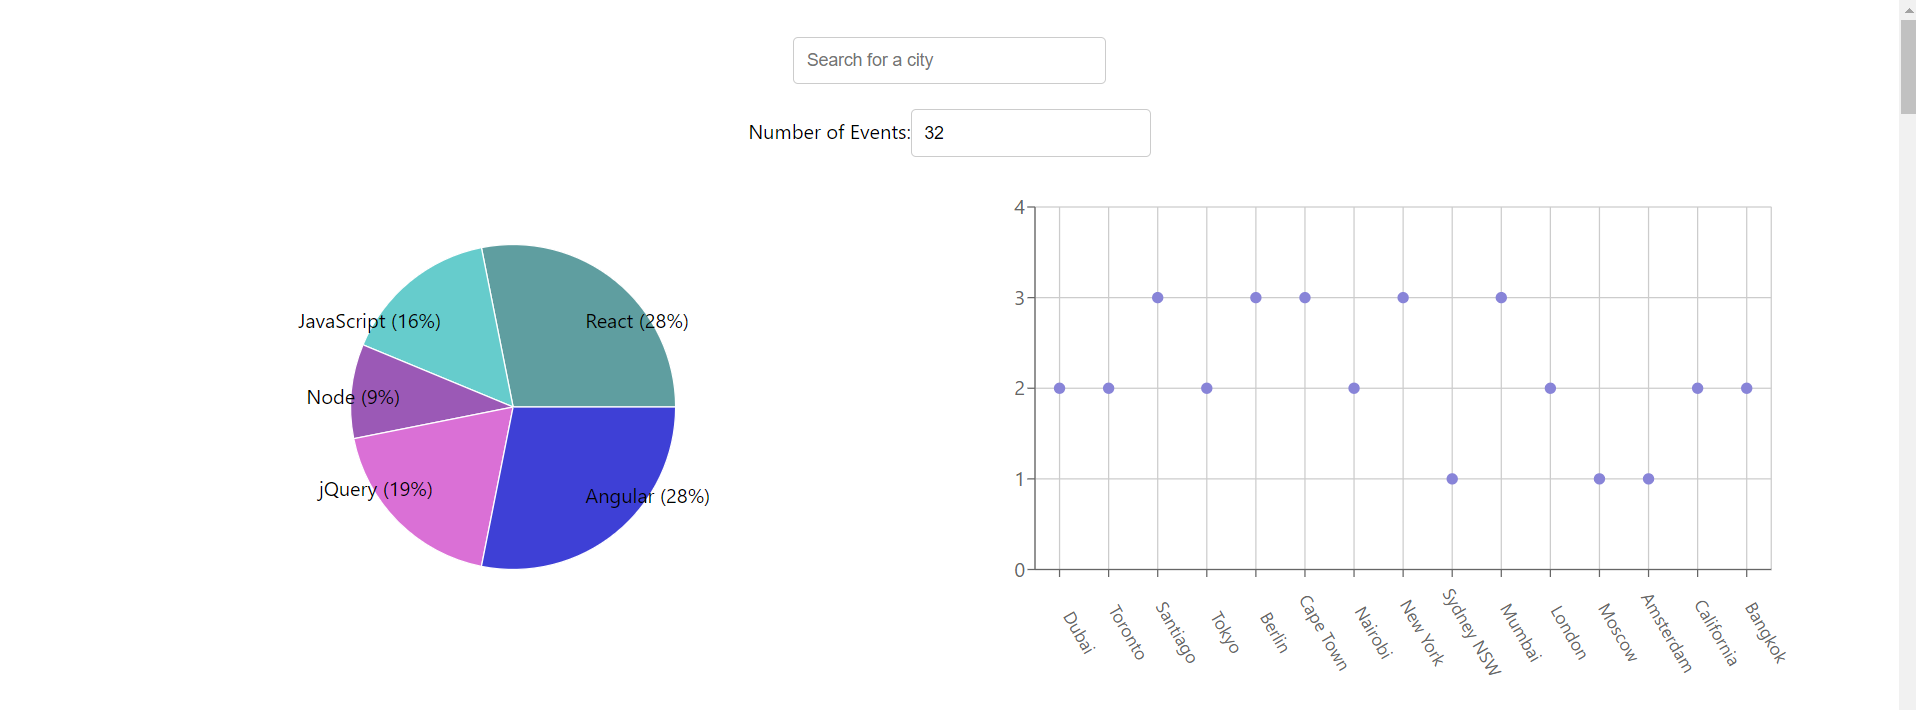 Search for a city
Number of Events: 32
JavaScript (16%)
React (28%)
Node (9%)
jQuery (19%)
Angular (28%)
4
3
2
1
0
Dubai
Toronto
Santiago
Tokyo
Berlin
Cape Town
Nairobi
New York
Sydney NSW
Mumbai
London
Moscow
Amsterdam
California
Bangkok